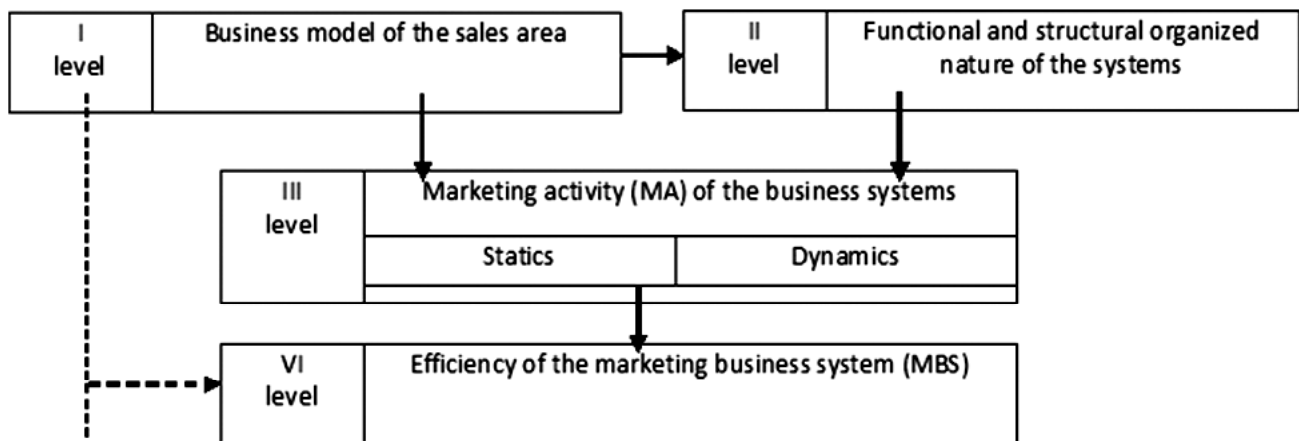 I
level
Business model of the sales area
II
level
Functional and structural organized
nature of the systems
III
level
Marketing activity (MA) of the business systems
Statics
Dynamics
VI
level
Efficiency of the marketing business system (MBS)